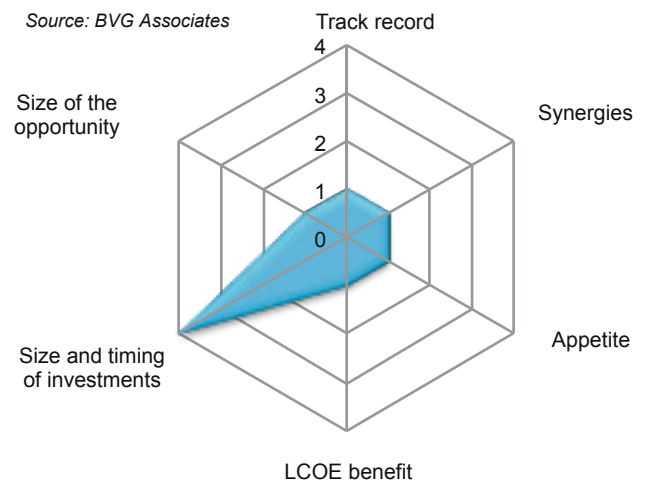 Source: BVG Associates
Track record
4
3
2
1
0
Synergies
Appetite
LCOE benefit
Size and timing
of investments
Size of the
opportunity